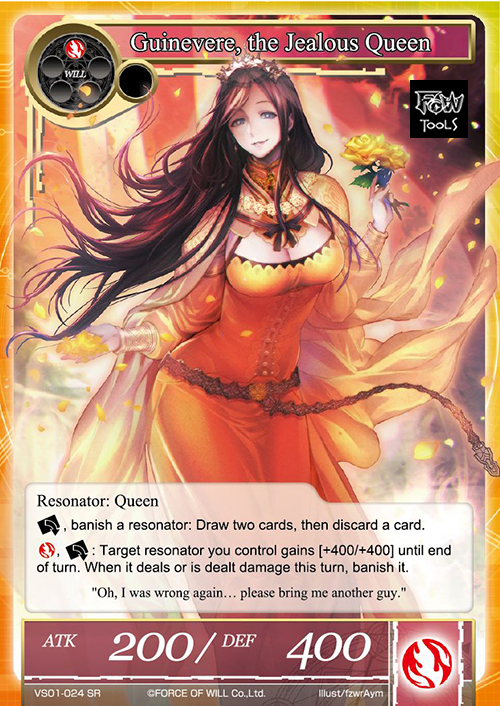 Guinevere, the Jealous Queen
WILL
FoW
TOOLS
Resonator: Queen
, banish a resonator: Draw two cards, then discard a card.
, : Target resonator you control gains [+400/+400] until end
of turn. When it deals or is dealt damage this turn, banish it.
"Oh, I was wrong again… please bring me another guy."
ATK 200/ DEF 400
VS01-024 SR ©FORCE OF WILL Co.,Ltd. Illust/fzwrAym